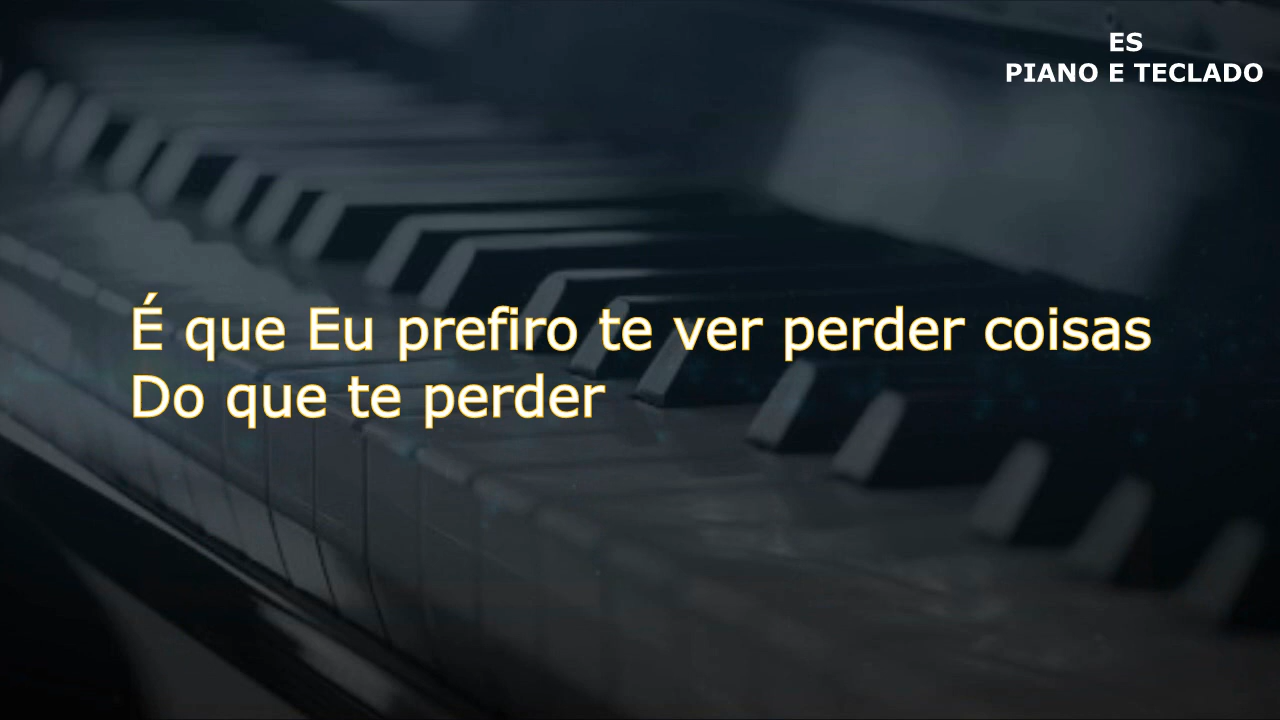 ES
PIANO E TECLADO
É que Eu prefiro te ver perder coisas
Do que te perder